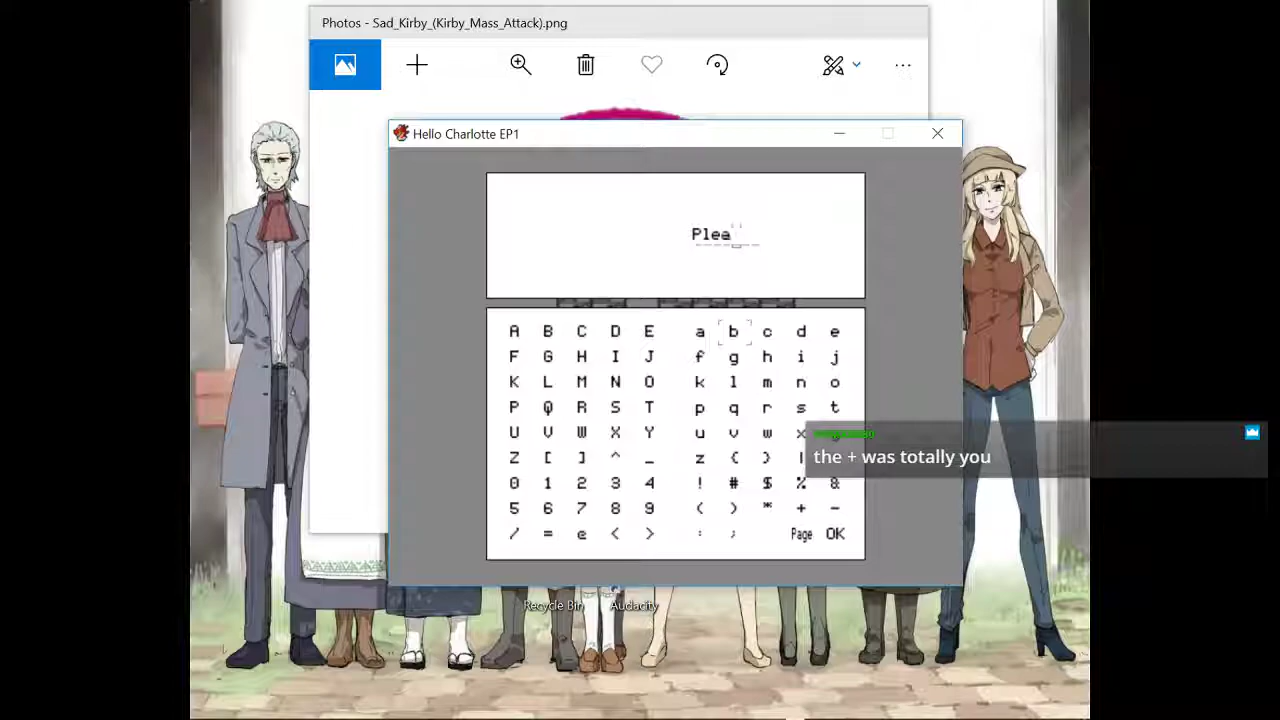 Photos - Sad_Kirby_(Kirby_Mass_Attack).png
Hello Charlotte EP1
Plea
A B C D E a b c d e
F G H I J f g h i j
K L M N O k l m n o
P Q R S T p q r s t
U V W X Y u v w x
Z [ ] ^ _ z { } |
0 1 2 3 4 ! # $ % &
5 6 7 8 9 ( ) * + -
/ = @ < > : ; Page OK
the + was totally you
Recycle Bin Audacity